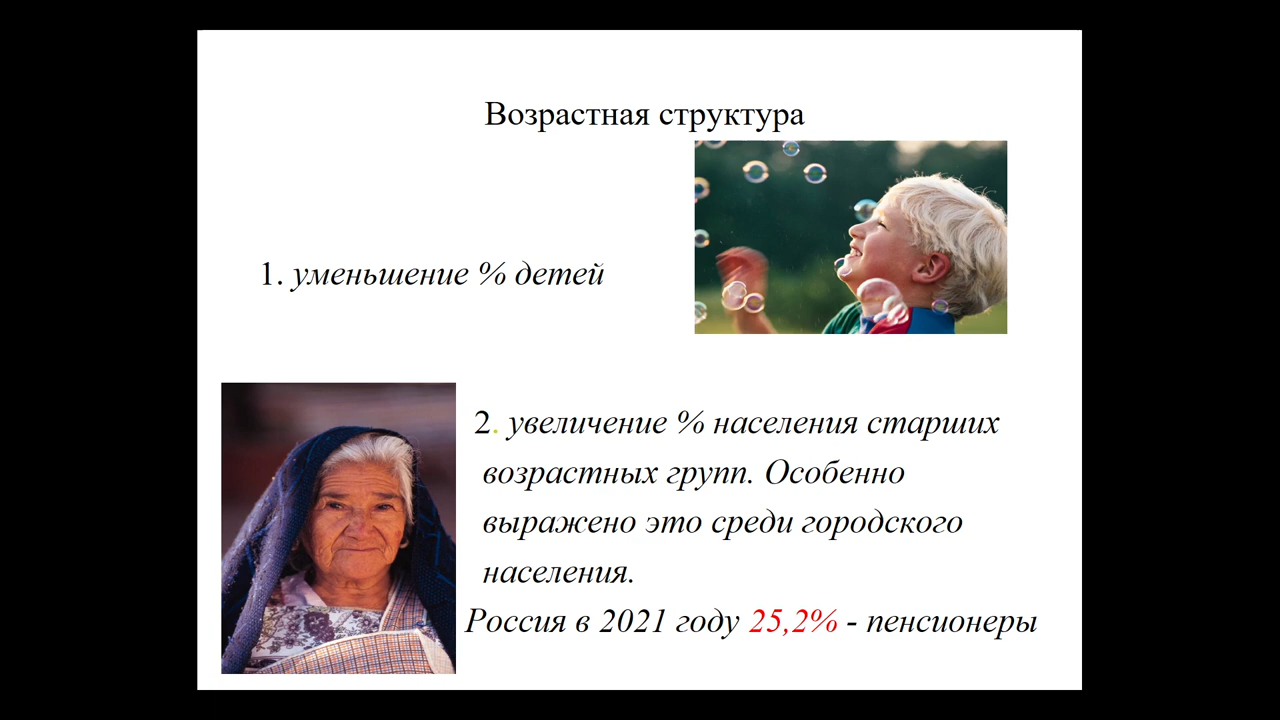 Возрастная структура
1. уменьшение % детей
2. увеличение % населения старших
возрастных групп. Особенно
выражено это среди городского
населения.
Россия в 2021 году 25,2% - пенсионеры